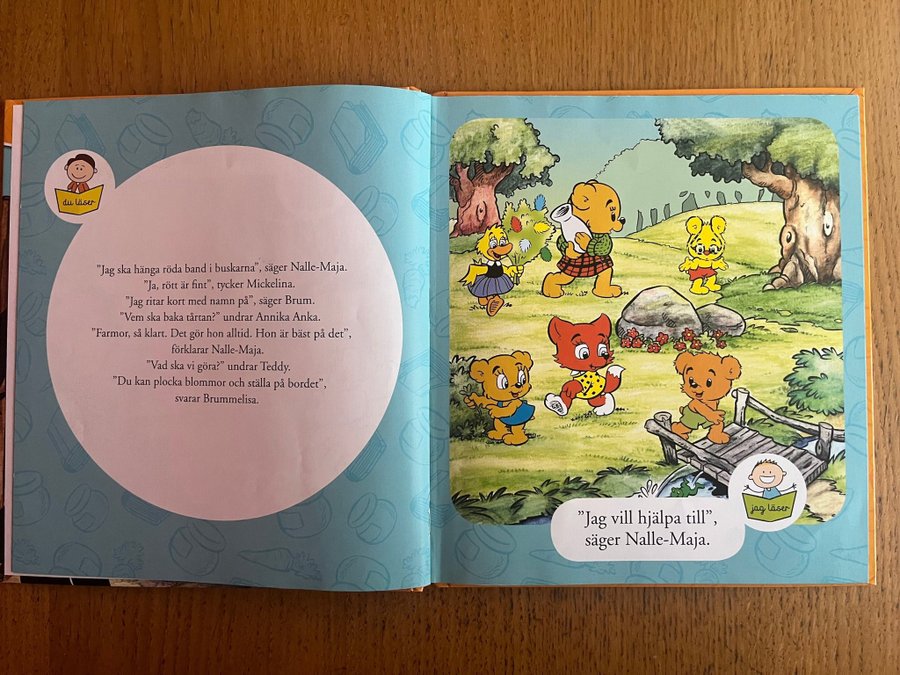 du läser
"Jag ska hänga röda band i buskarna", säger Nalle-Maja.
"Ja, rött är fint", tycker Mickelina.
"Jag ritar kort med namn på", säger Brum.
"Vem ska baka tårtan?" undrar Annika Anka.
"Farmor, så klart. Det gör hon alltid. Hon är bäst på det",
förklarar Nalle-Maja.
"Vad ska vi göra?" undrar Teddy.
"Du kan plocka blommor och ställa på bordet",
svarar Brummelisa.
"Jag vill hjälpa till",
säger Nalle-Maja.
jag läser